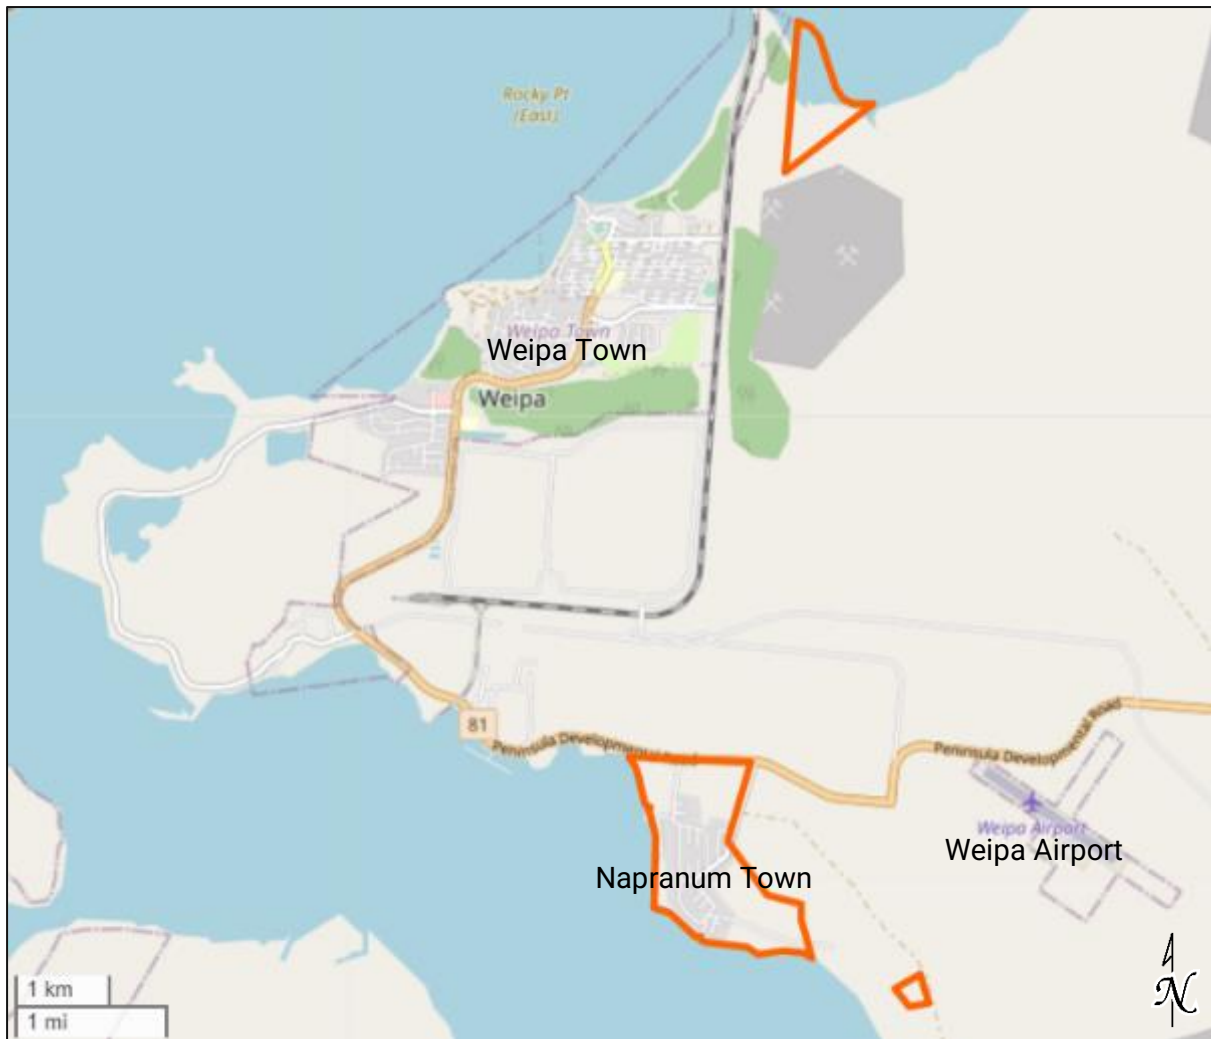 Rocky Pt
(East)
Weipa Town
Weipa Town
Weipa
81
Peninsula Developmental Road
Peninsula Developmental Road
Weipa Airport
Weipa Airport
Napranum Town
1 km
1 mi
N